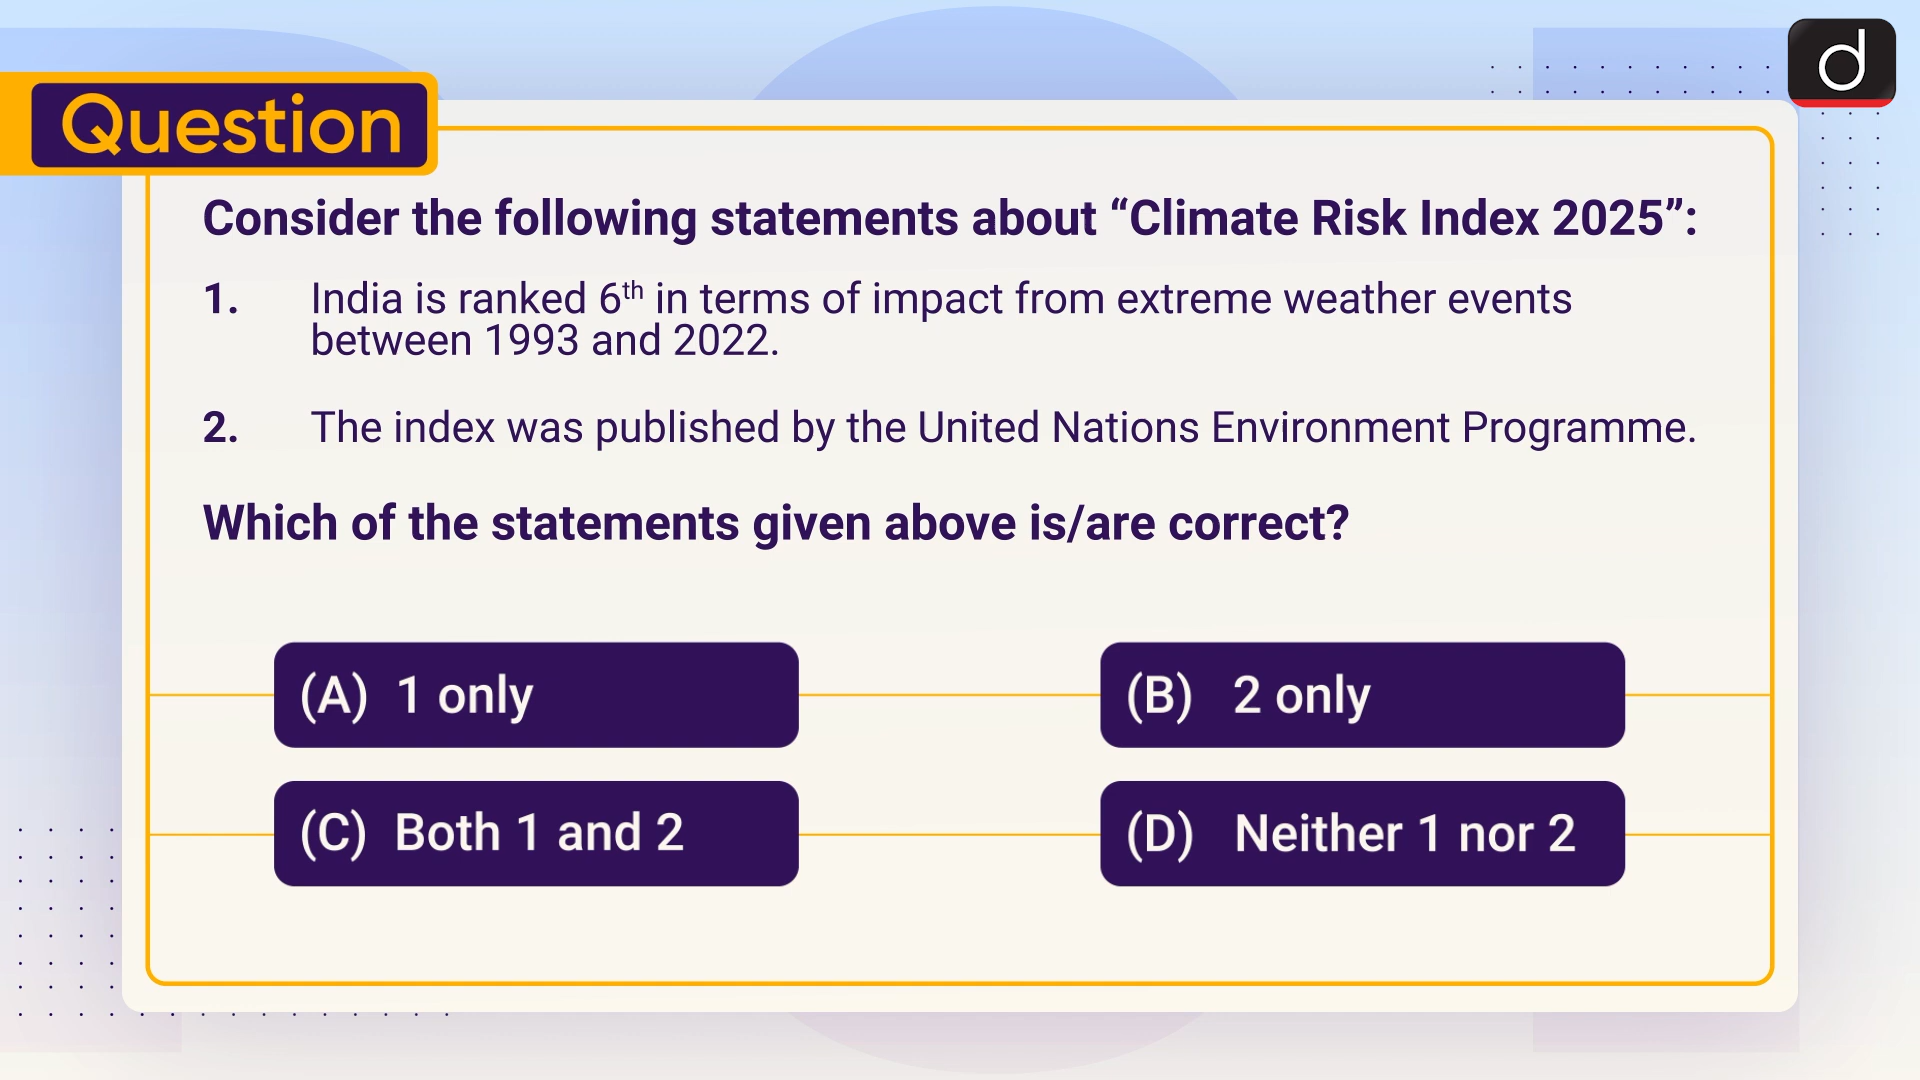 Question
Consider the following statements about “Climate Risk Index 2025”:
1. India is ranked 6th in terms of impact from extreme weather events
between 1993 and 2022.
2. The index was published by the United Nations Environment Programme.
Which of the statements given above is/are correct?
(A) 1 only
(B) 2 only
(C) Both 1 and 2
(D) Neither 1 nor 2
d